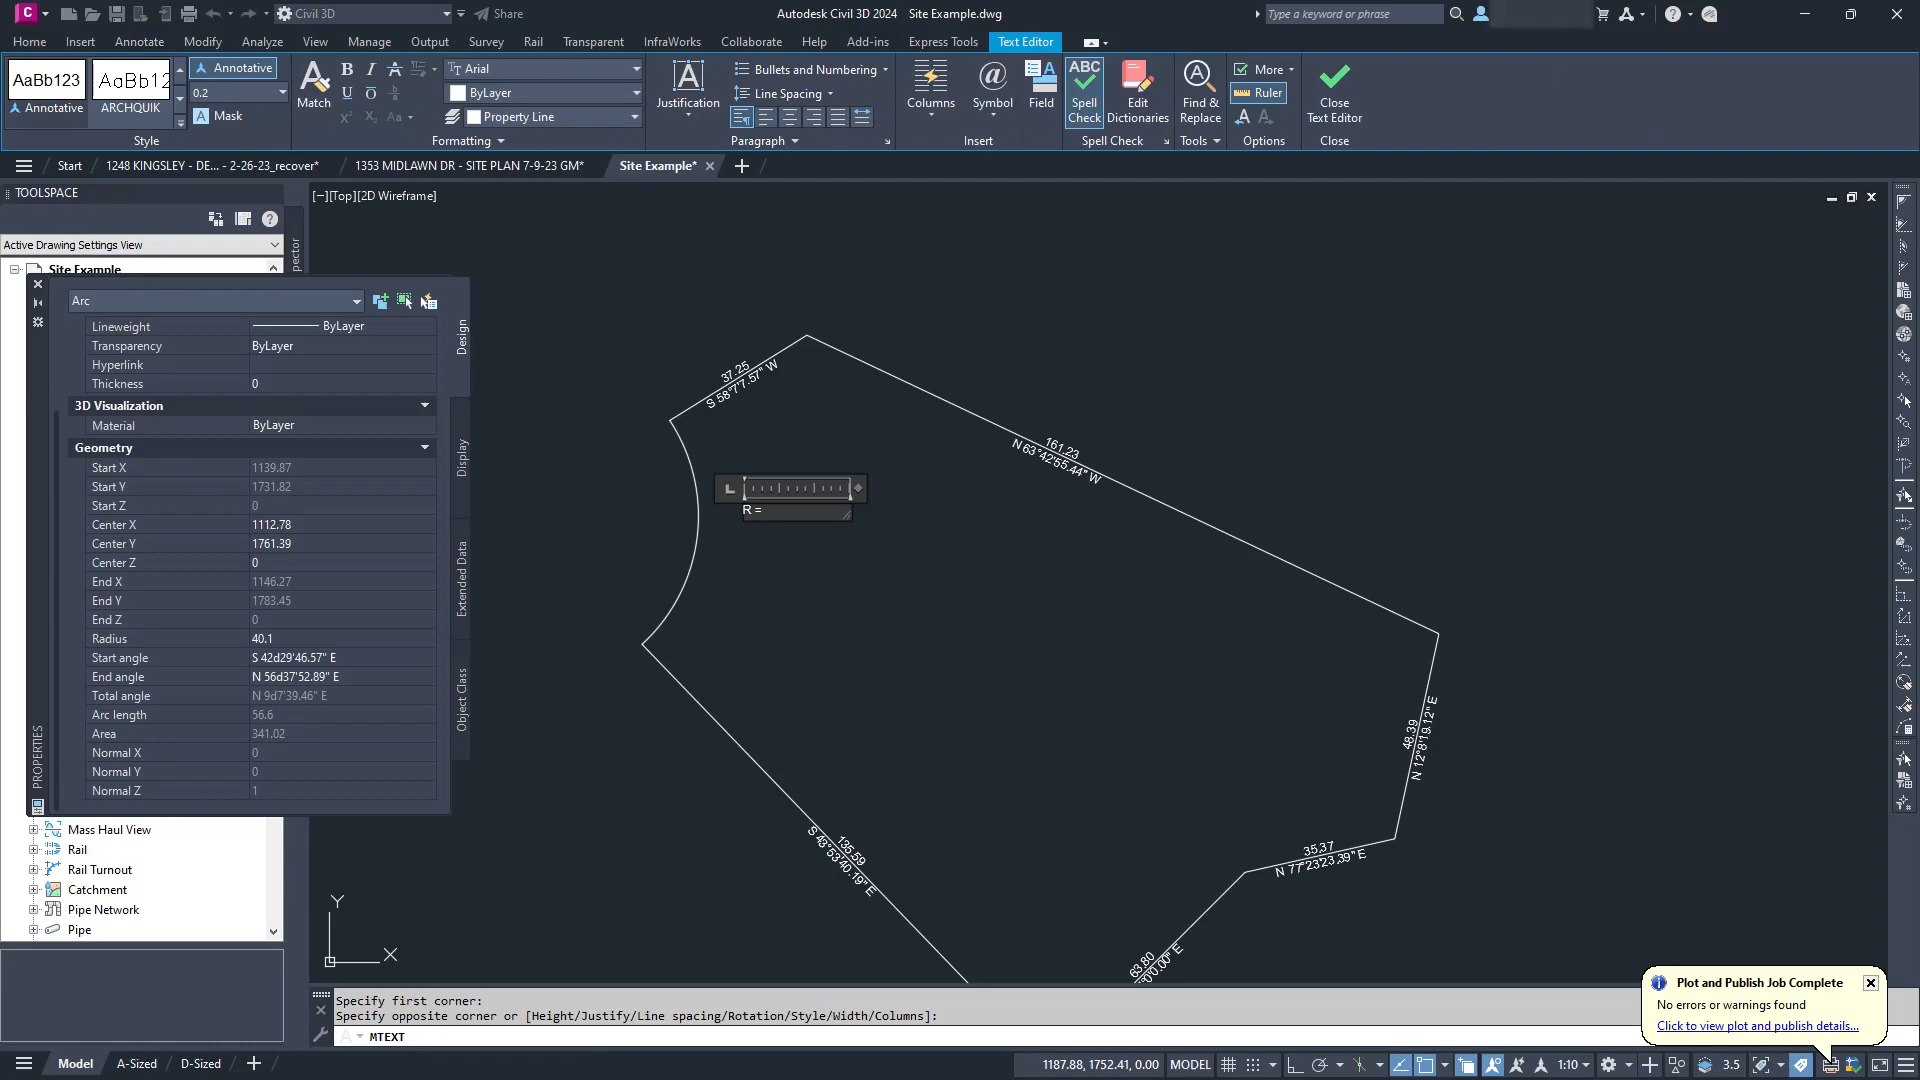 C
Civil 3D
Share
Autodesk Civil 3D 2024 Site Example.dwg
Type a keyword or phrase
Home Insert Annotate Modify Analyze View Manage Output Survey Rail Transparent InfraWorks Collaborate Help Add-ins Express Tools Text Editor
AaBb123
Annotative
AaBb12
ARCHQUIK
Annotative
0.2
Mask
Style
Match
Arial
ByLayer
Property Line
Formatting
Justification
Bullets and Numbering
Line Spacing
Paragraph
Columns
Symbol
Field
Insert
ABC
Spell
Check
Edit
Dictionaries
Spell Check
Find &
Replace
Tools
More
Ruler
Options
Close
Text Editor
Close
Start 1248 KINGSLEY - DE... - 2-26-23_recover* 1353 MIDLAWN DR - SITE PLAN 7-9-23 GM* Site Example*
TOOLSPACE
[−][Top][2D Wireframe]
Active Drawing Settings View
Site Example
Arc
Lineweight ByLayer
Transparency ByLayer
Hyperlink
Thickness 0
3D Visualization
Material ByLayer
Geometry
Start X 1139.87
Start Y 1731.82
Start Z 0
Center X 1112.78
Center Y 1761.39
Center Z 0
End X 1146.27
End Y 1783.45
End Z 0
Radius 40.1
Start angle S 42d29'46.57" E
End angle N 56d37'52.89" E
Total angle N 9d7'39.46" E
Arc length 56.6
Area 341.02
Normal X 0
Normal Y 0
Normal Z 1
Design
Display
Extended Data
Object Class
PROPERTIES
Mass Haul View
Rail
Rail Turnout
Catchment
Pipe Network
Pipe
37.25
S 58°7'7.57" W
161.23
N 63°42'55.44" W
R =
48.39
N 12°8'19.12" E
35.37
N 77°23'23.39" E
135.59
S 43°53'40.19" E
63.80
Y
X
Specify first corner:
Specify opposite corner or [Height/Justify/Line spacing/Rotation/Style/Width/Columns]:
MTEXT
Plot and Publish Job Complete
No errors or warnings found
Click to view plot and publish details...
Model A-Sized D-Sized
1187.88, 1752.41, 0.00 MODEL 1:10 3.5